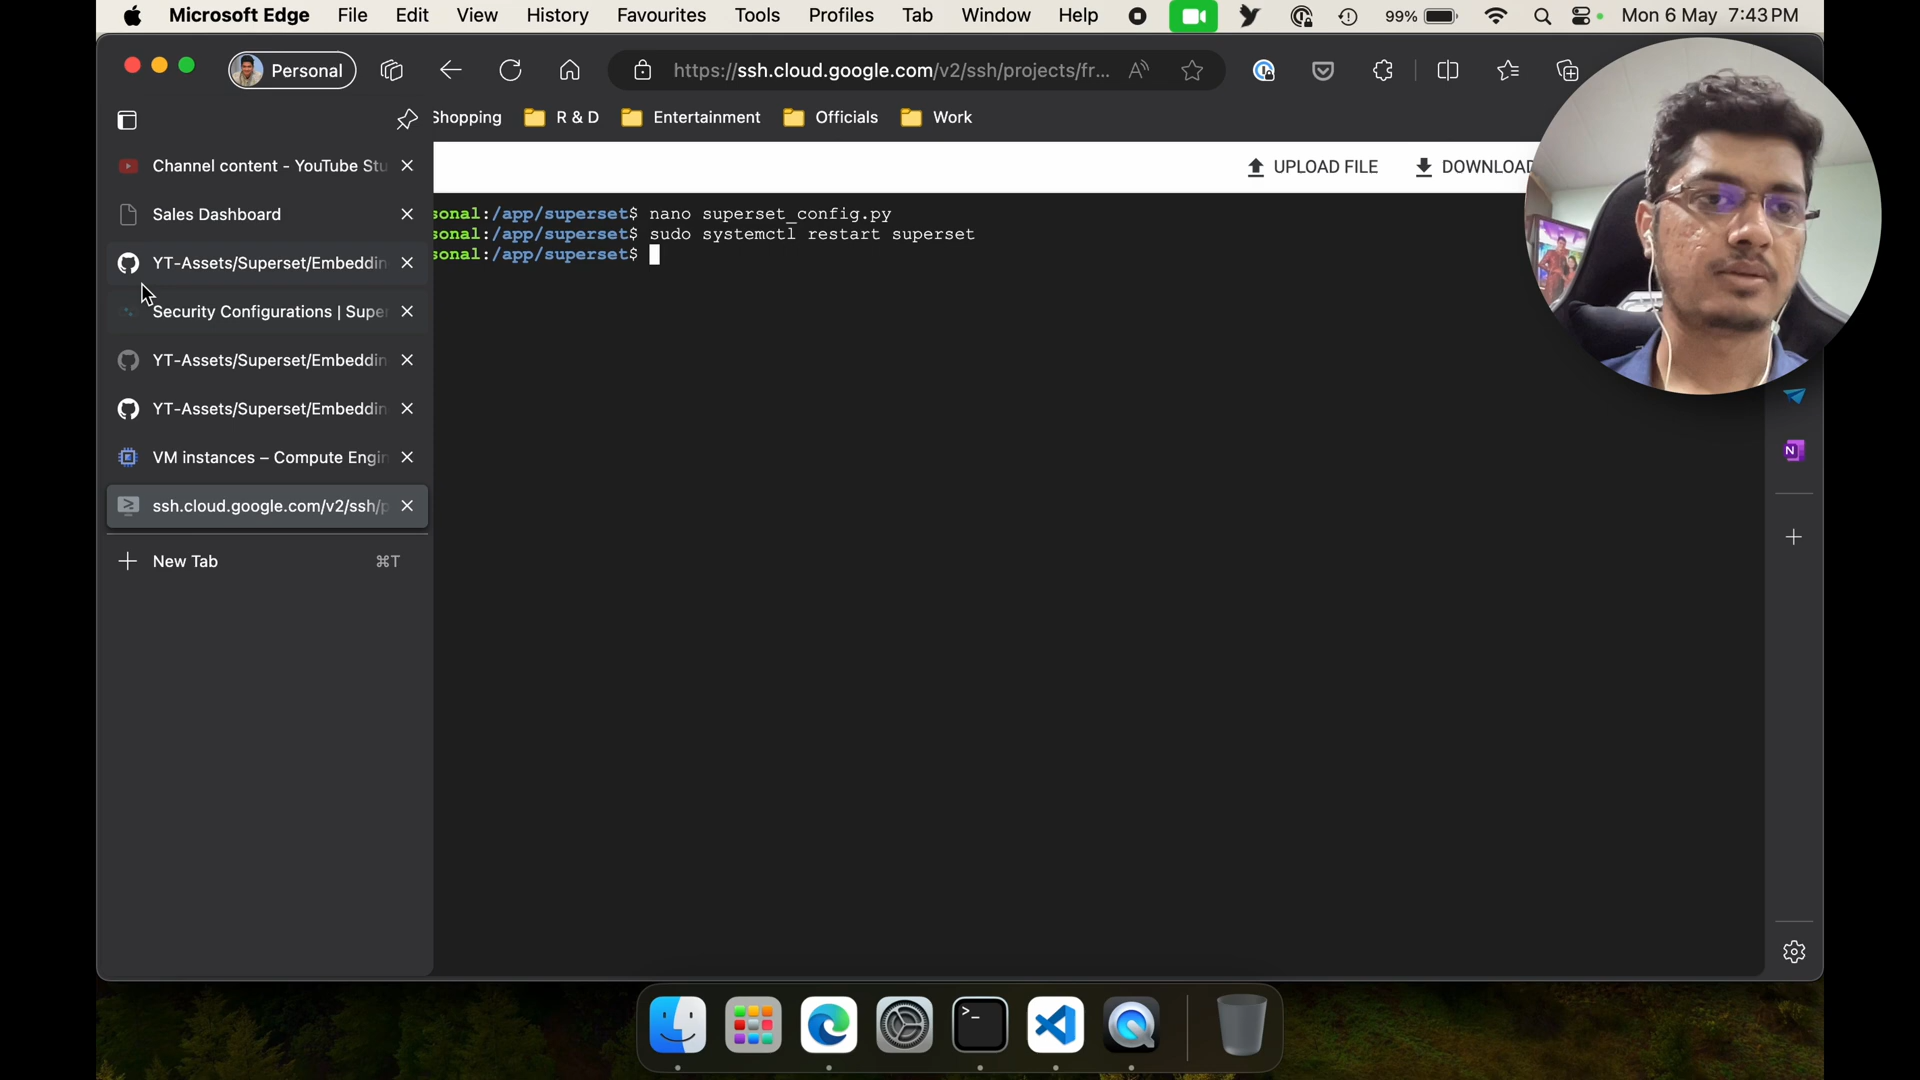 Microsoft Edge File Edit View History Favourites Tools Profiles Tab Window Help 99% Mon 6 May 7:43 PM
Personal https://ssh.cloud.google.com/v2/ssh/projects/fr...
Shopping R & D Entertainment Officials Work
Channel content - YouTube Stu
UPLOAD FILE DOWNLOAD
Sales Dashboard
sonal:/app/superset$ nano superset_config.py
sonal:/app/superset$ sudo systemctl restart superset
sonal:/app/superset$
YT-Assets/Superset/Embeddin
Security Configurations | Supe
YT-Assets/Superset/Embeddin
YT-Assets/Superset/Embeddin
VM instances – Compute Engin
ssh.cloud.google.com/v2/ssh/p
New Tab ⌘T